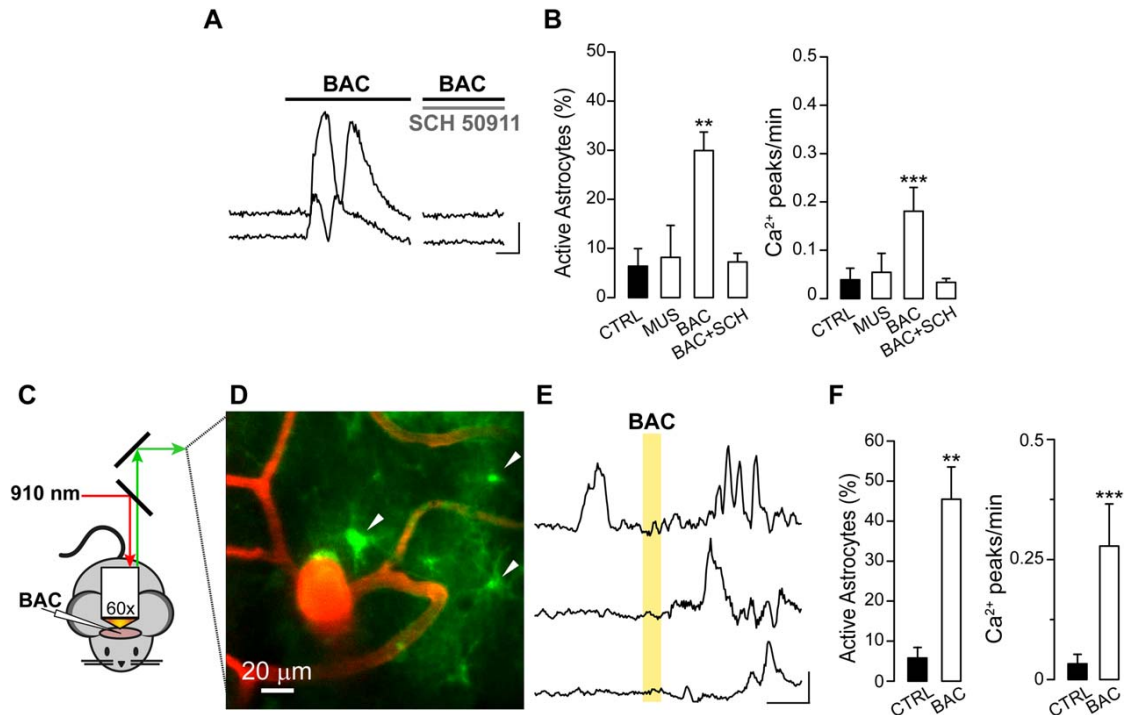 A
BAC
BAC
SCH 50911
B
Active Astrocytes (%)
50
40
30
20
10
0
**
CTRL
MUS
BAC
BAC+SCH
Ca²⁺ peaks/min
0.5
0.4
0.3
0.2
0.1
0
***
CTRL
MUS
BAC
BAC+SCH
C
910 nm
BAC
60x
D
20 μm
E
BAC
F
Active Astrocytes (%)
60
50
40
30
20
10
0
**
CTRL
BAC
Ca²⁺ peaks/min
0.5
0.25
0
***
CTRL
BAC